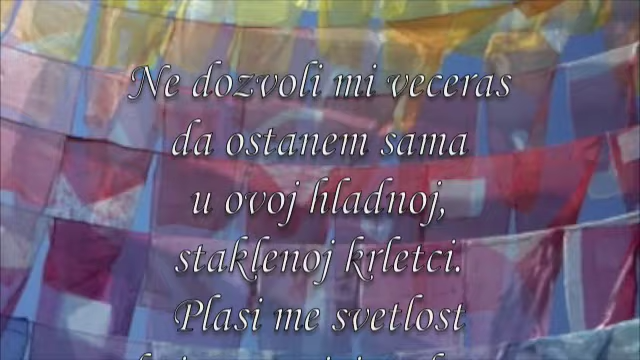 Ne dozvoli mi veceras
da ostanem sama
u ovoj hladnoj,
staklenoj krletci.
Plasi me svetlost